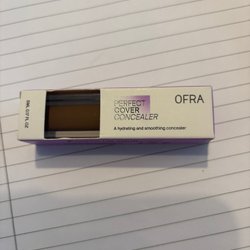 PERFECT
COVER
CONCEALER
OFRA
A hydrating and smoothing concealer